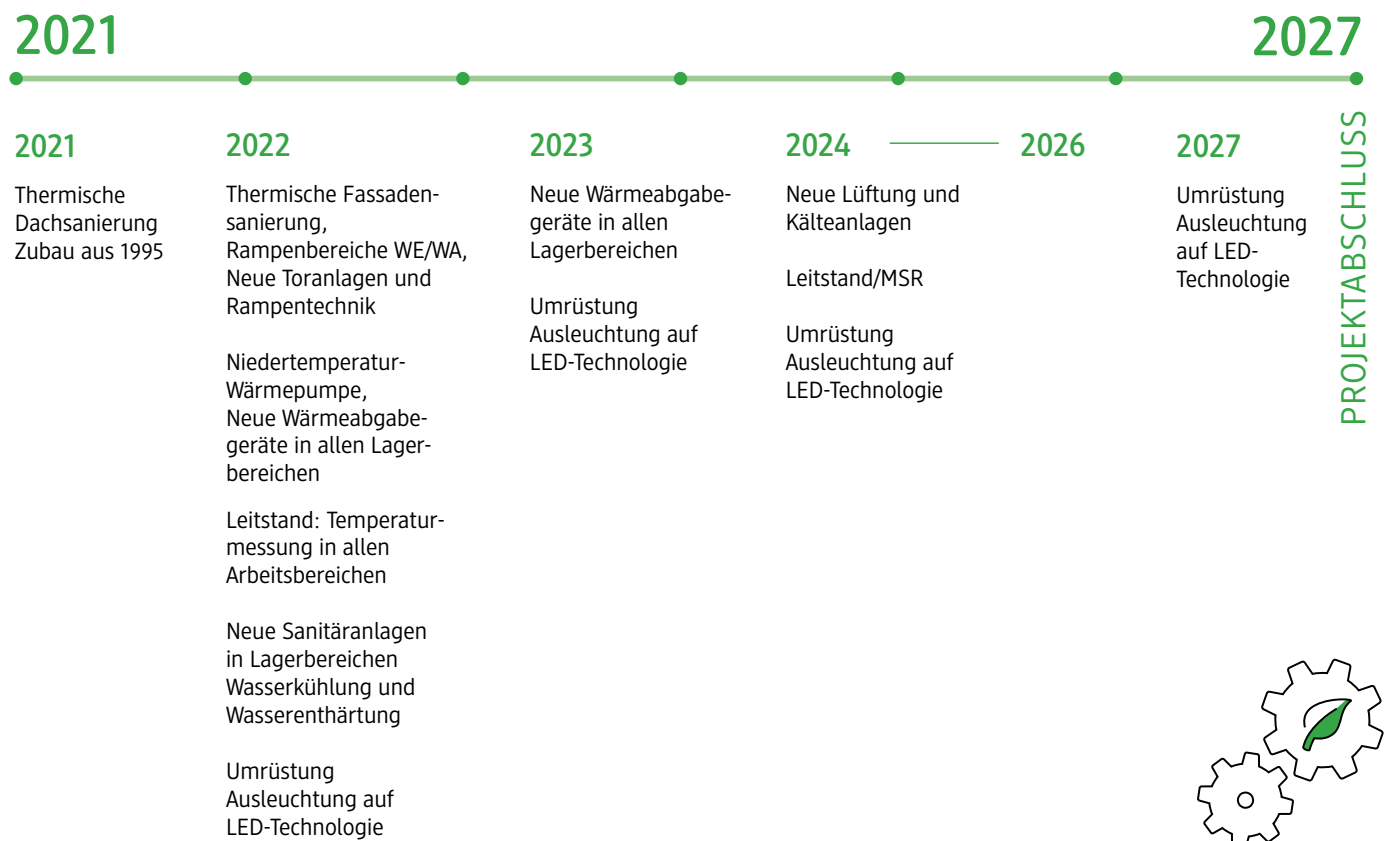 2021
2027
2021
Thermische
Dachsanierung
Zubau aus 1995
2022
Thermische Fassaden-
sanierung,
Rampenbereiche WE/WA,
Neue Toranlagen und
Rampentechnik
Niedertemperatur-
Wärmepumpe,
Neue Wärmeabgabe-
geräte in allen Lager-
bereichen
Leitstand: Temperatur-
messung in allen
Arbeitsbereichen
Neue Sanitäranlagen
in Lagerbereichen
Wasserkühlung und
Wasserenthärtung
Umrüstung
Ausleuchtung auf
LED-Technologie
2023
Neue Wärmeabgabe-
geräte in allen
Lagerbereichen
Umrüstung
Ausleuchtung auf
LED-Technologie
2024
2026
Neue Lüftung und
Kälteanlagen
Leitstand/MSR
Umrüstung
Ausleuchtung auf
LED-Technologie
2027
Umrüstung
Ausleuchtung
auf LED-
Technologie
PROJEKTABSCHLUSS